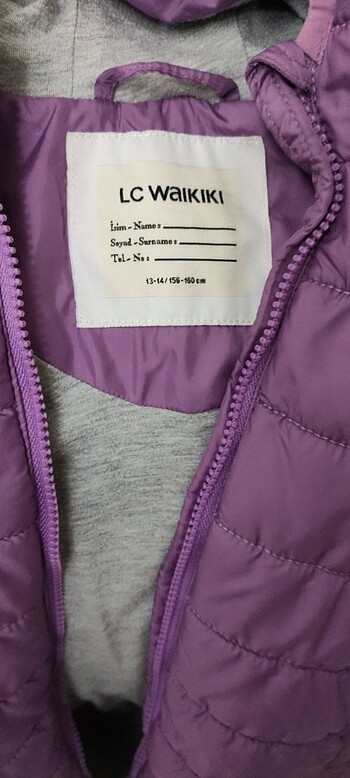 LC WAIKIKI
İsim - Name :
Soyad - Surname :
Tel - No :
13-14 / 156-160 cm